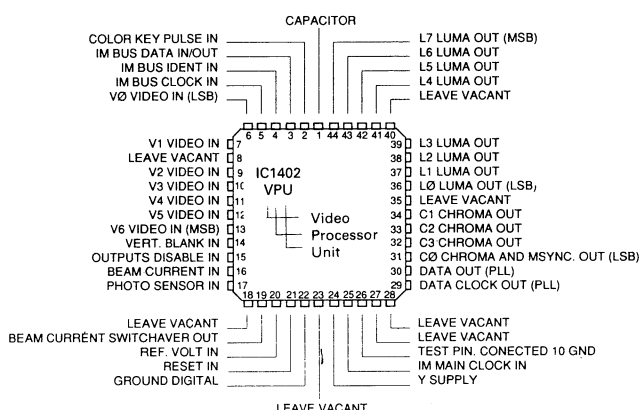 CAPACITOR
COLOR KEY PULSE IN
IM BUS DATA IN/OUT
IM BUS IDENT IN
IM BUS CLOCK IN
VØ VIDEO IN (LSB)
L7 LUMA OUT (MSB)
L6 LUMA OUT
L5 LUMA OUT
L4 LUMA OUT
LEAVE VACANT
6 5 4 3 2 1 44 43 42 41 40
V1 VIDEO IN 7
LEAVE VACANT 8
V2 VIDEO IN 9
V3 VIDEO IN 10
V4 VIDEO IN 11
V5 VIDEO IN 12
V6 VIDEO IN (MSB) 13
VERT. BLANK IN 14
OUTPUTS DISABLE IN 15
BEAM CURRENT IN 16
PHOTO SENSOR IN 17
IC1402
VPU
Video
Processor
Unit
39 L3 LUMA OUT
38 L2 LUMA OUT
37 L1 LUMA OUT
36 LØ LUMA OUT (LSB)
35 LEAVE VACANT
34 C1 CHROMA OUT
33 C2 CHROMA OUT
32 C3 CHROMA OUT
31 CØ CHROMA AND MSYNC. OUT (LSB)
30 DATA OUT (PLL)
29 DATA CLOCK OUT (PLL)
18 19 20 21 22 23 24 25 26 27 28
LEAVE VACANT
BEAM CURRENT SWITCHAVER OUT
REF. VOLT IN
RESET IN
GROUND DIGITAL
LEAVE VACANT
LEAVE VACANT
TEST PIN. CONECTED 10 GND
IM MAIN CLOCK IN
Y SUPPLY
LEAVE VACANT